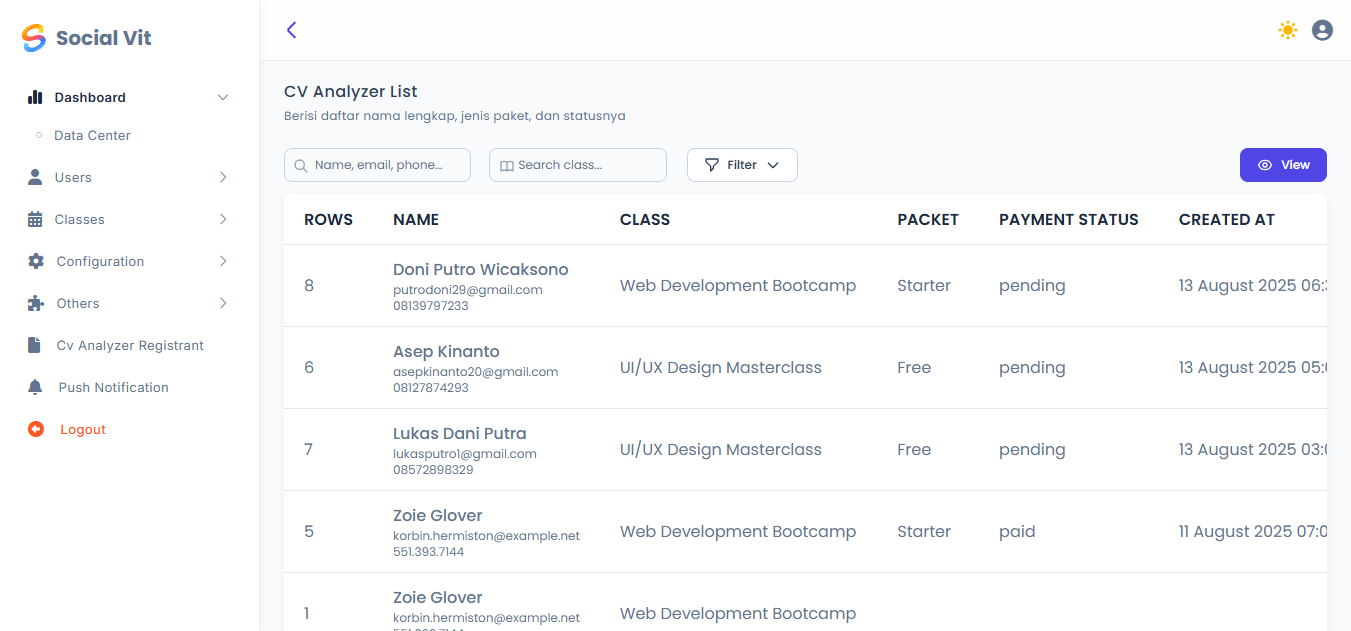 Social Vit
Dashboard
Data Center
Users
Classes
Configuration
Others
Cv Analyzer Registrant
Push Notification
Logout
CV Analyzer List
Berisi daftar nama lengkap, jenis paket, dan statusnya
Name, email, phone...
Search class...
Filter
View
ROWS NAME CLASS PACKET PAYMENT STATUS CREATED AT
8 Doni Putro Wicaksono Web Development Bootcamp Starter pending 13 August 2025 06:
putrodoni29@gmail.com
08139797233
6 Asep Kinanto UI/UX Design Masterclass Free pending 13 August 2025 05:
asepkinanto20@gmail.com
08127874293
7 Lukas Dani Putra UI/UX Design Masterclass Free pending 13 August 2025 03:
lukasputro1@gmail.com
08572898329
5 Zoie Glover Web Development Bootcamp Starter paid 11 August 2025 07:0
korbin.hermiston@example.net
551.393.7144
1 Zoie Glover Web Development Bootcamp
korbin.hermiston@example.net